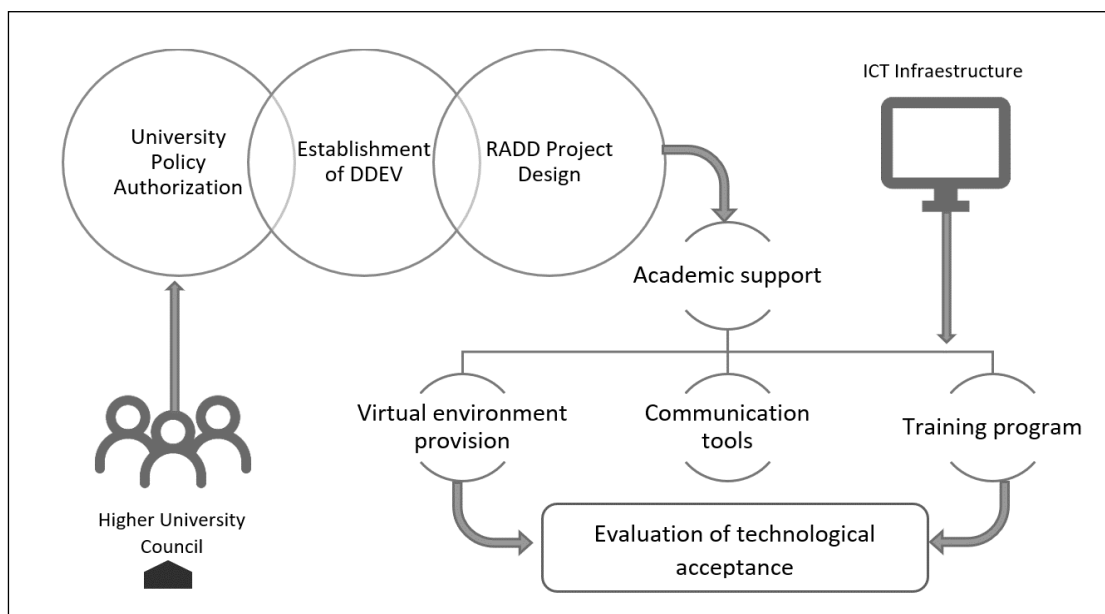 University
Policy
Authorization
Establishment
of DDEV
RADD Project
Design
ICT Infraestructure
Academic support
Virtual environment
provision
Communication
tools
Training program
Higher University
Council
Evaluation of technological
acceptance